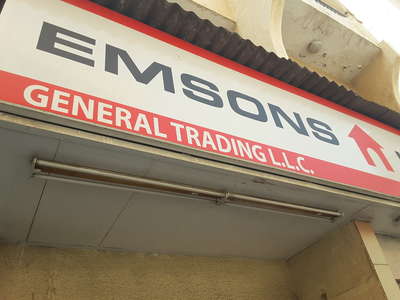 EMSONS
GENERAL TRADING L.L.C.